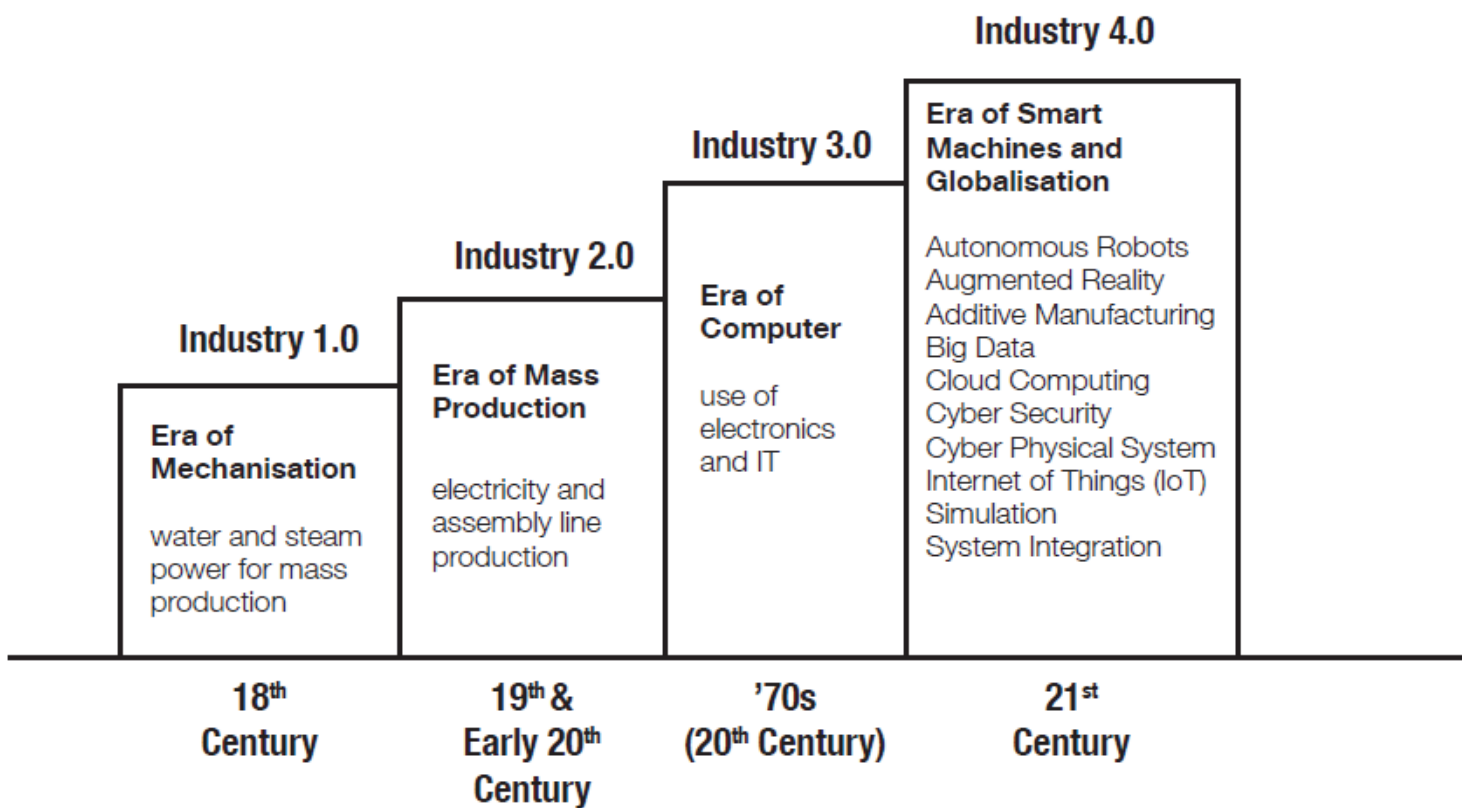 Industry 1.0
Era of
Mechanisation
water and steam
power for mass
production
18th
Century
Industry 2.0
Era of Mass
Production
electricity and
assembly line
production
19th &
Early 20th
Century
Industry 3.0
Era of
Computer
use of
electronics
and IT
’70s
(20th Century)
Industry 4.0
Era of Smart
Machines and
Globalisation
Autonomous Robots
Augmented Reality
Additive Manufacturing
Big Data
Cloud Computing
Cyber Security
Cyber Physical System
Internet of Things (IoT)
Simulation
System Integration
21st
Century